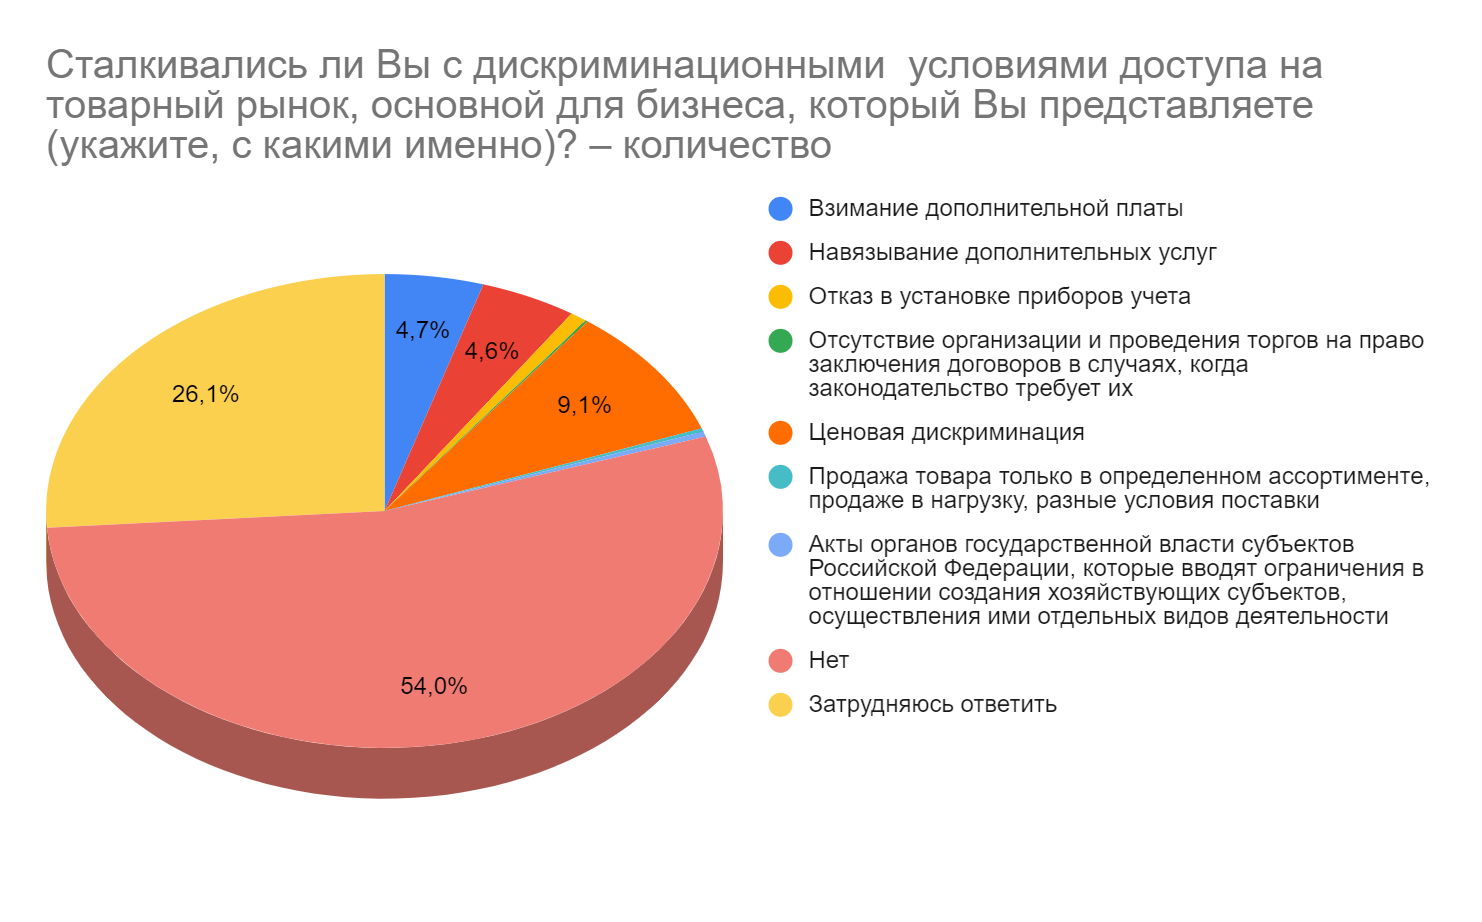 Сталкивались ли Вы с дискриминационными  условиями доступа на
товарный рынок, основной для бизнеса, который Вы представляете
(укажите, с какими именно)? – количество
Взимание дополнительной платы
Навязывание дополнительных услуг
Отказ в установке приборов учета
Отсутствие организации и проведения торгов на право
заключения договоров в случаях, когда
законодательство требует их
Ценовая дискриминация
Продажа товара только в определенном ассортименте,
продаже в нагрузку, разные условия поставки
Акты органов государственной власти субъектов
Российской Федерации, которые вводят ограничения в
отношении создания хозяйствующих субъектов,
осуществления ими отдельных видов деятельности
Нет
Затрудняюсь ответить
4,7%
4,6%
9,1%
26,1%
54,0%